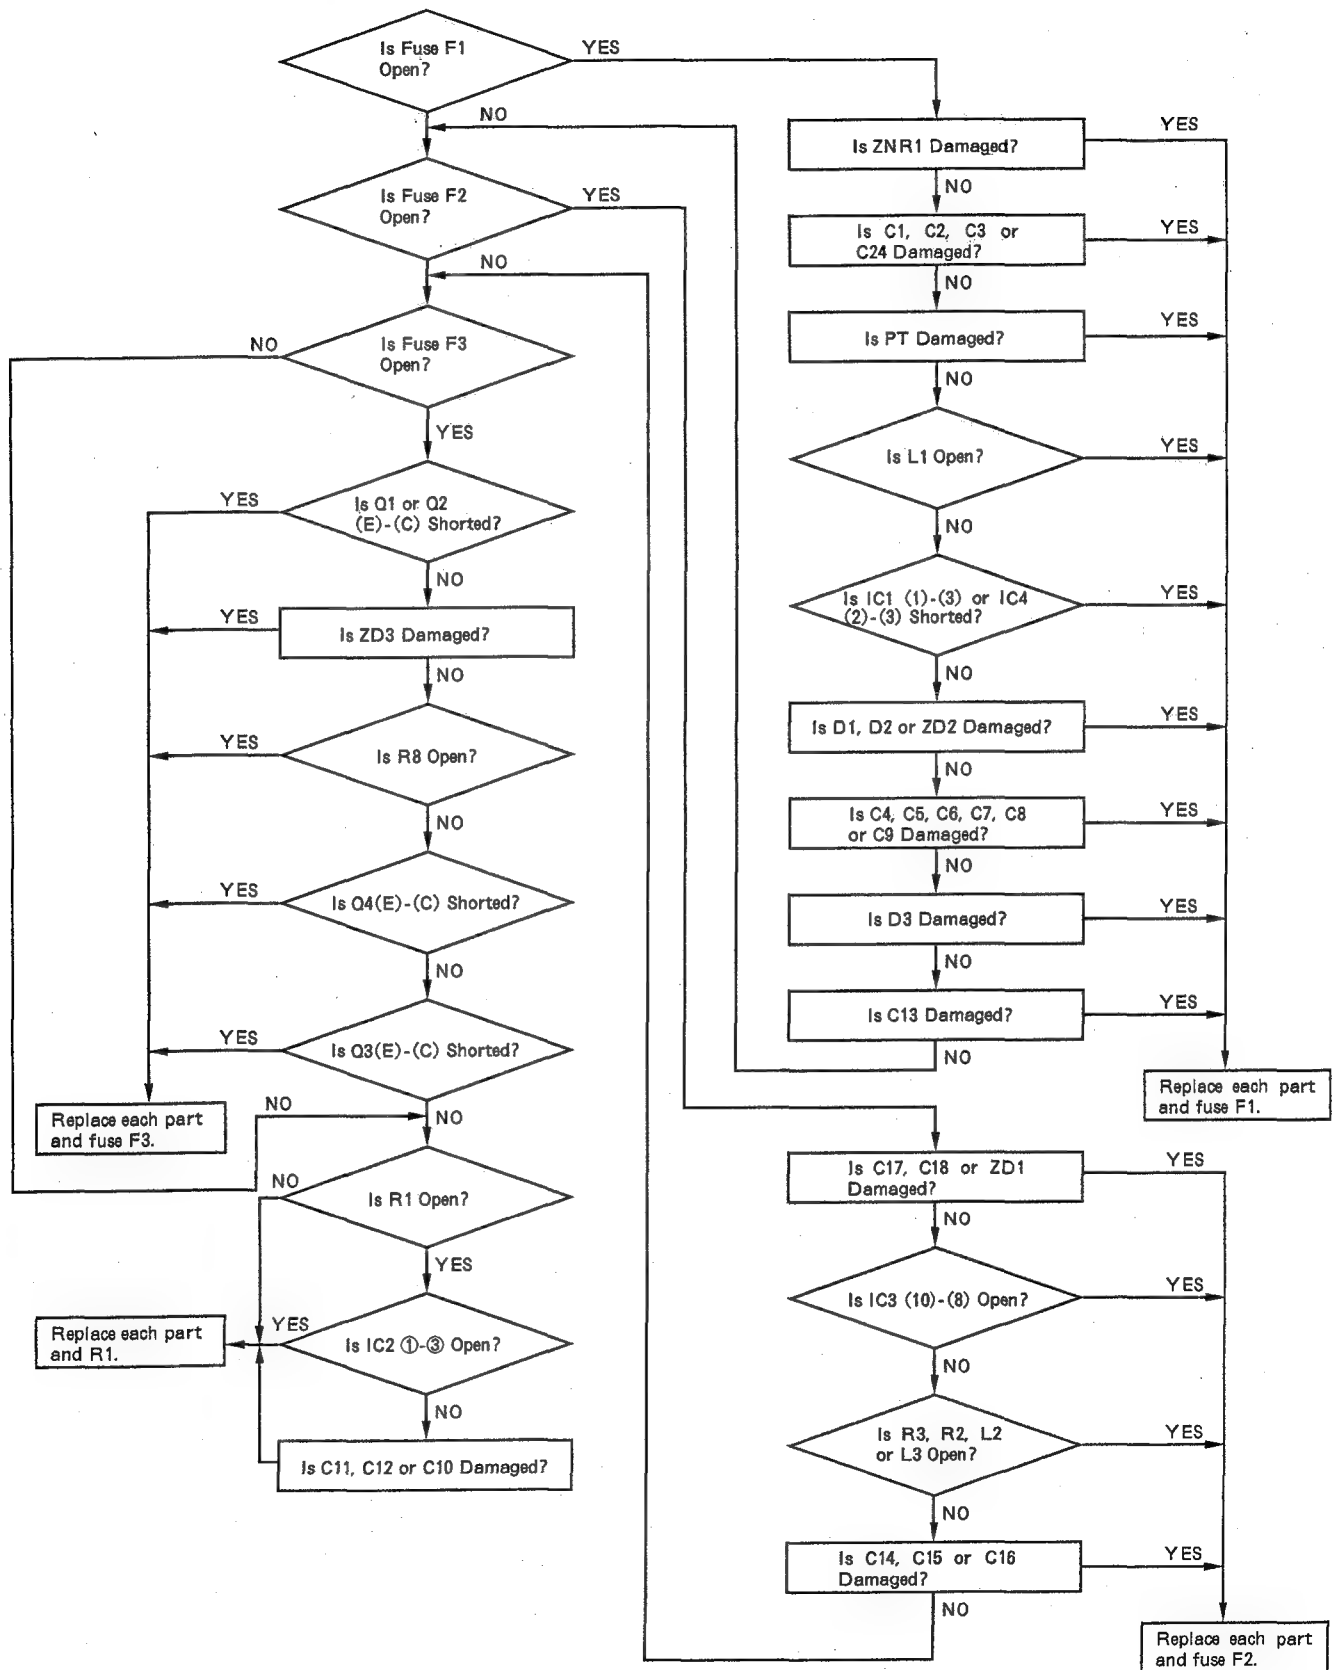 Is Fuse F1
Open?
YES
NO
Is ZNR1 Damaged?
YES
NO
Is Fuse F2
Open?
YES
NO
Is C1, C2, C3 or
C24 Damaged?
YES
NO
Is Fuse F3
Open?
NO
YES
Is PT Damaged?
YES
NO
Is L1 Open?
YES
NO
Is Q1 or Q2
(E)-(C) Shorted?
YES
NO
Is IC1 (1)-(3) or IC4
(2)-(3) Shorted?
YES
NO
Is ZD3 Damaged?
YES
NO
Is D1, D2 or ZD2 Damaged?
YES
NO
Is R8 Open?
YES
NO
Is C4, C5, C6, C7, C8
or C9 Damaged?
YES
NO
Is Q4(E)-(C) Shorted?
YES
NO
Is D3 Damaged?
YES
NO
Is C13 Damaged?
YES
NO
Is Q3(E)-(C) Shorted?
YES
NO
Replace each part
and fuse F3.
NO
Replace each part
and fuse F1.
Is R1 Open?
NO
YES
Is C17, C18 or ZD1
Damaged?
YES
NO
Is IC3 (10)-(8) Open?
YES
NO
Is IC2 ①-③ Open?
YES
NO
Replace each part
and R1.
Is C11, C12 or C10 Damaged?
Is R3, R2, L2
or L3 Open?
YES
NO
Is C14, C15 or C16
Damaged?
YES
NO
Replace each part
and fuse F2.